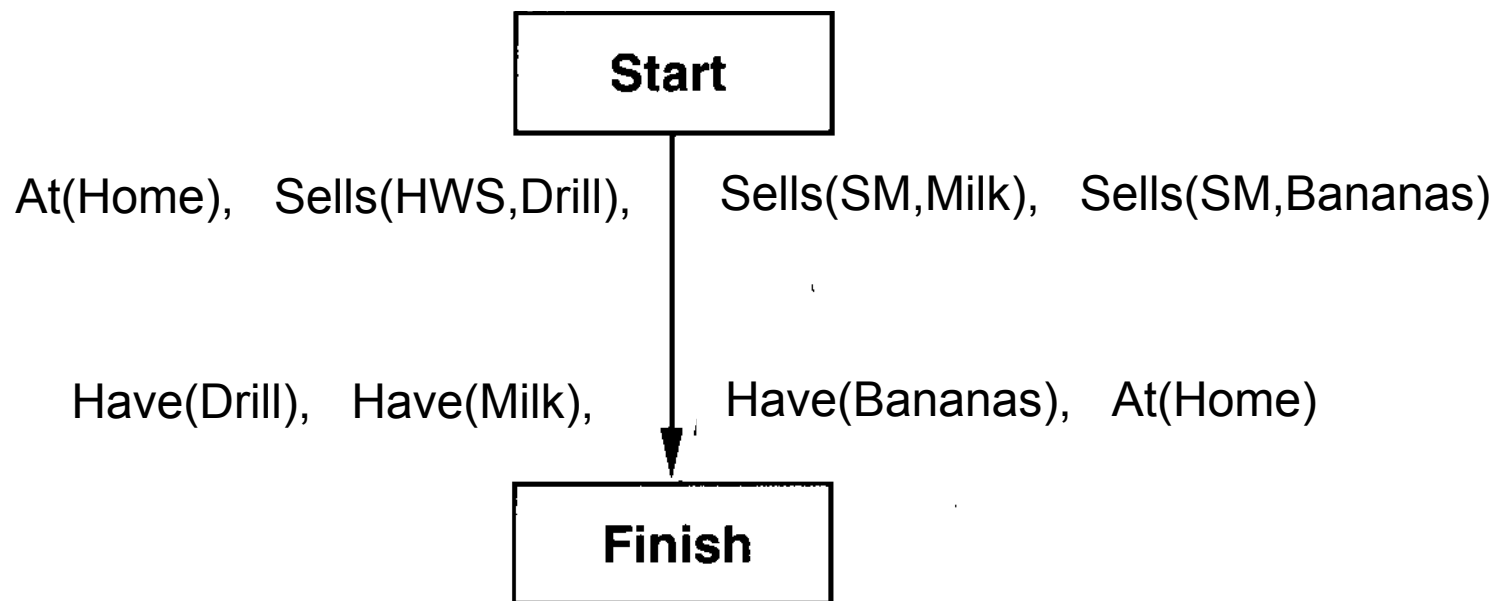 Start
At(Home), Sells(HWS,Drill), Sells(SM,Milk), Sells(SM,Bananas)
Have(Drill), Have(Milk), Have(Bananas), At(Home)
Finish